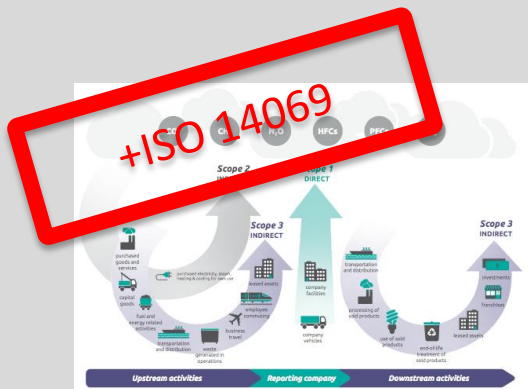 +ISO 14069
CO
CH
N₂O
HFCs
PFCs
Scope 2
Scope 1
DIRECT
Scope 3
INDIRECT
Scope 3
INDIRECT
purchased
goods and
services
capital
goods
fuel and
energy related
activities
transportation
and distribution
waste
generated in
operations
business
travel
employee
commuting
leased assets
purchased electricity, steam,
heating & cooling for own use
company
facilities
company
vehicles
transportation
and distribution
processing of
sold products
use of sold
products
end-of-life
treatment of
sold products
leased assets
franchises
investments
Upstream activities
Reporting company
Downstream activities